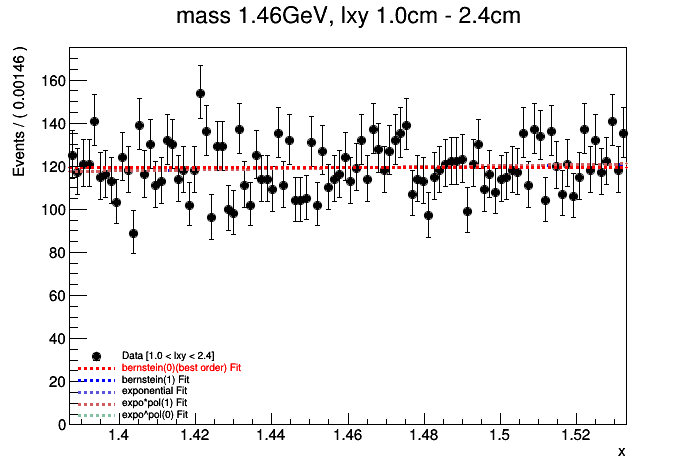 mass 1.46GeV, lxy 1.0cm - 2.4cm
Events / ( 0.00146 )
160
140
120
100
80
60
40
20
0
Data [1.0 < lxy < 2.4]
bernstein(0)(best order) Fit
bernstein(1) Fit
exponential Fit
expo*pol(1) Fit
expo^pol(0) Fit
1.4 1.42 1.44 1.46 1.48 1.5 1.52
x